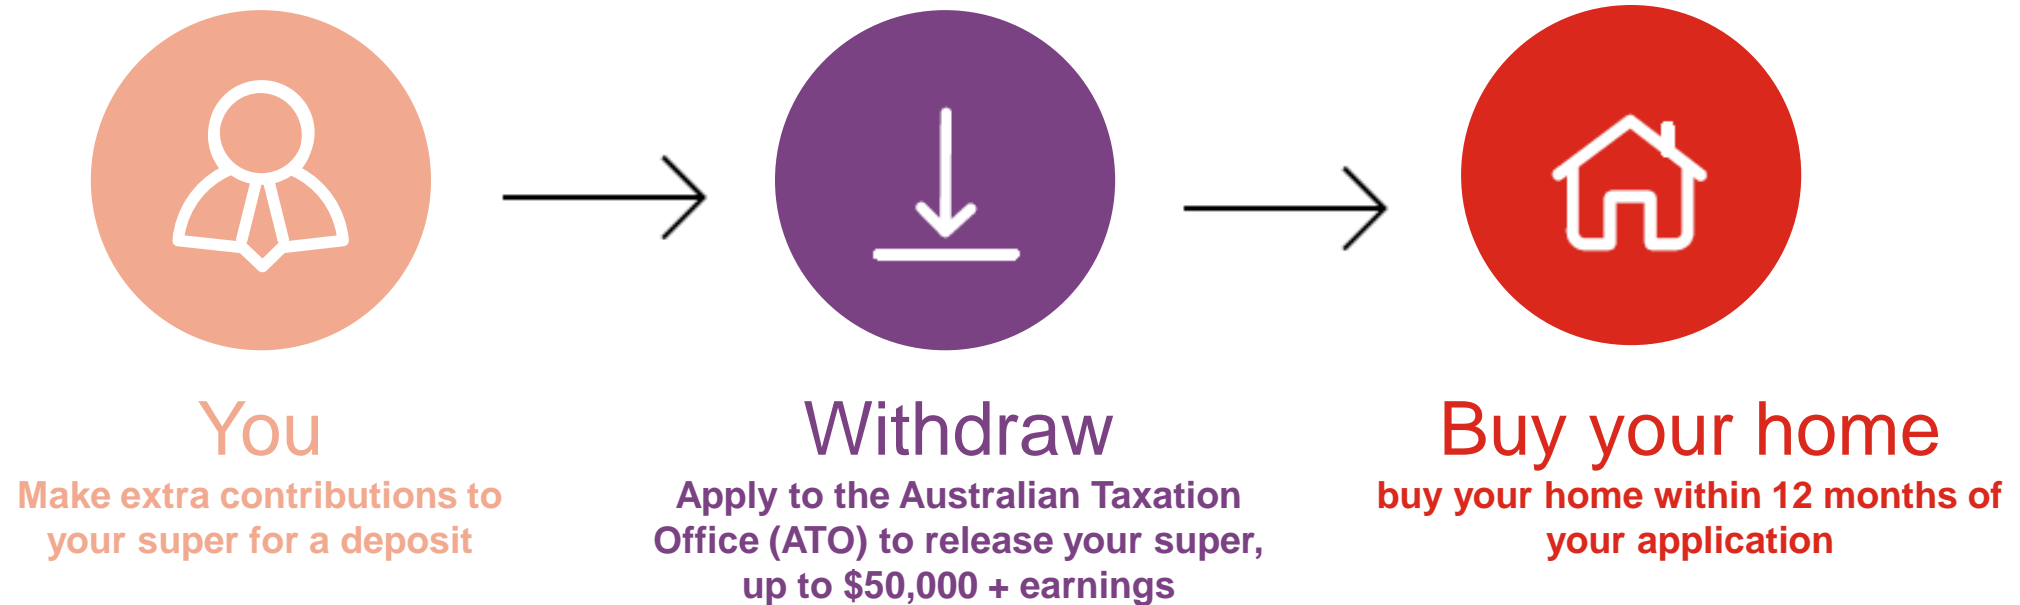 You
Make extra contributions to
your super for a deposit
Withdraw
Apply to the Australian Taxation
Office (ATO) to release your super,
up to $50,000 + earnings
Buy your home
buy your home within 12 months of
your application